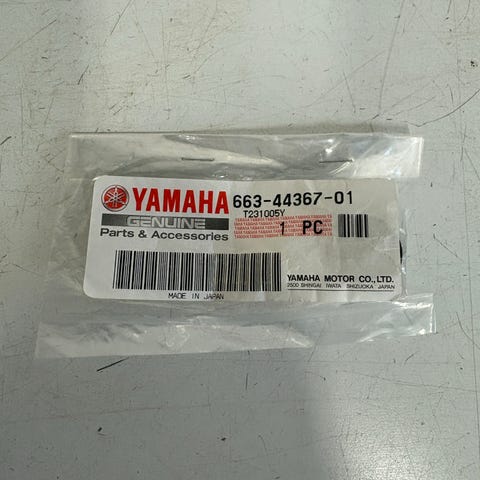 YAMAHA 663-44367-01
T231005Y
GENUINE
Parts & Accessories
1 PC
YAMAHA MOTOR CO., LTD.
2500 SHINGAI IWATA SHIZUOKA JAPAN
MADE IN JAPAN